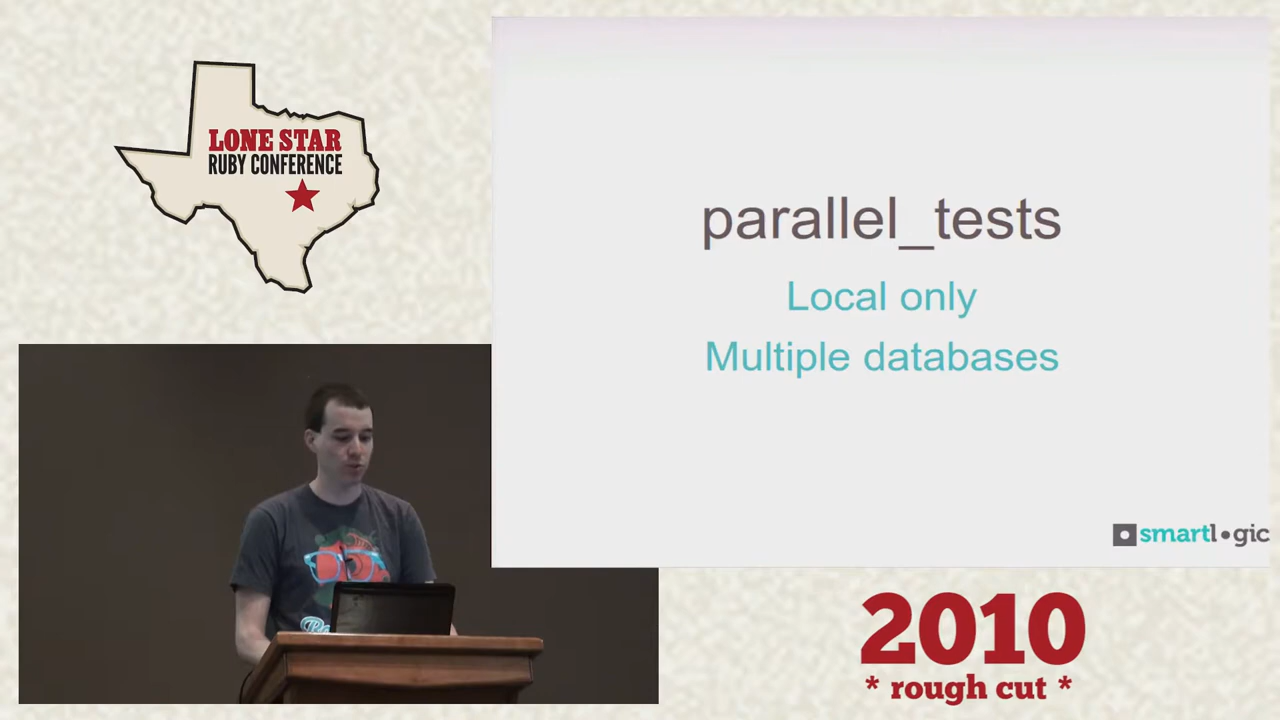 LONE STAR
RUBY CONFERENCE
parallel_tests
Local only
Multiple databases
smartlogic
2010
* rough cut *